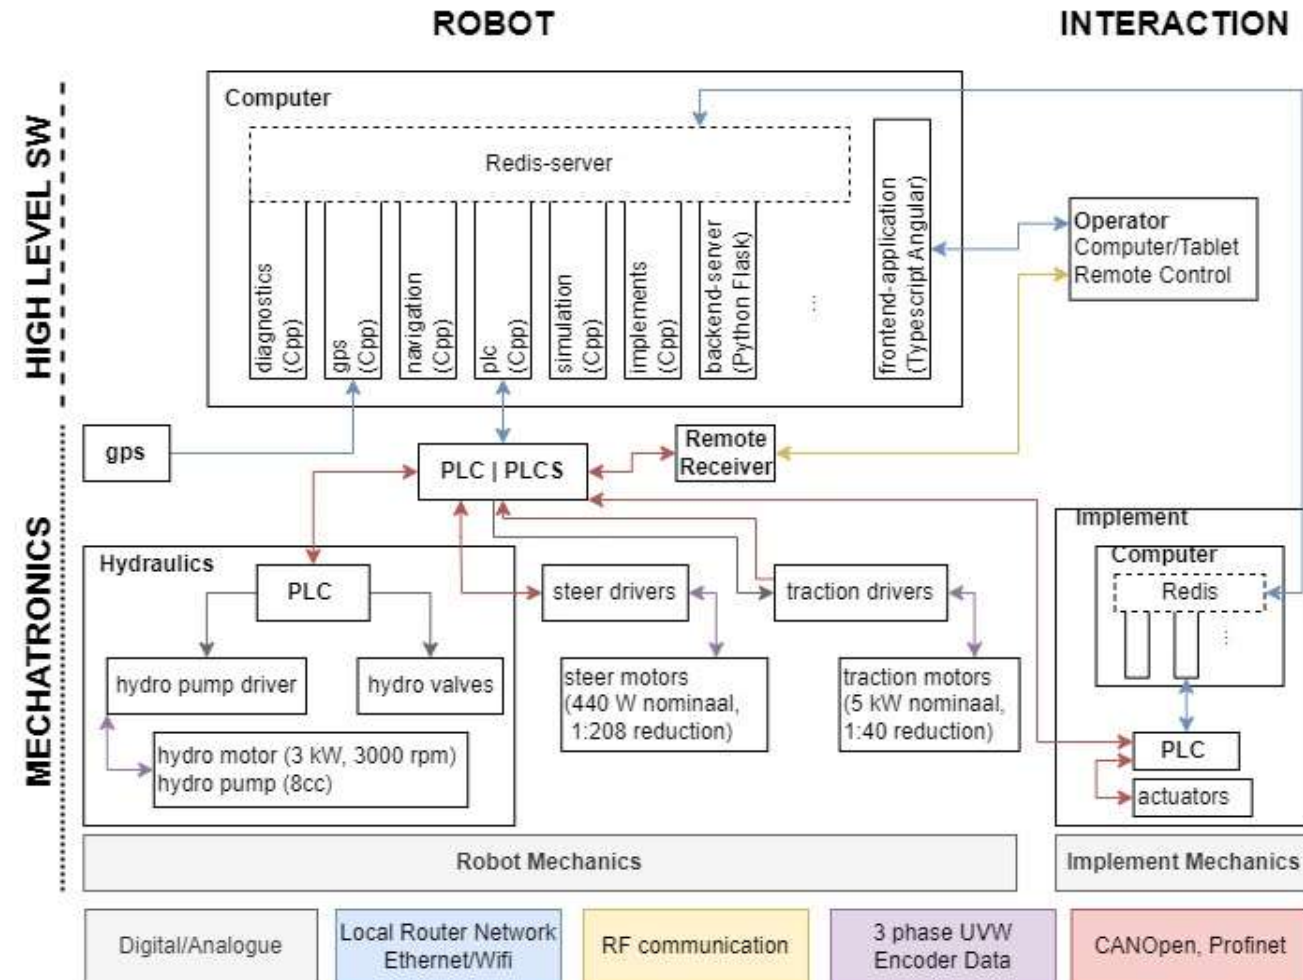 ROBOT
INTERACTION
HIGH LEVEL SW
Computer
Redis-server
diagnostics
(Cpp)
gps
(Cpp)
navigation
(Cpp)
plc
(Cpp)
simulation
(Cpp)
implements
(Cpp)
backend-server
(Python Flask)
...
frontend-application
(Typescript Angular)
Operator
Computer/Tablet
Remote Control
MECHATRONICS
gps
PLC | PLCS
Remote
Receiver
Hydraulics
PLC
hydro pump driver
hydro valves
hydro motor (3 kW, 3000 rpm)
hydro pump (8cc)
steer drivers
steer motors
(440 W nominaal,
1:208 reduction)
traction drivers
traction motors
(5 kW nominaal,
1:40 reduction)
Implement
Computer
Redis
...
PLC
actuators
Robot Mechanics
Implement Mechanics
Digital/Analogue
Local Router Network
Ethernet/Wifi
RF communication
3 phase UVW
Encoder Data
CANOpen, Profinet